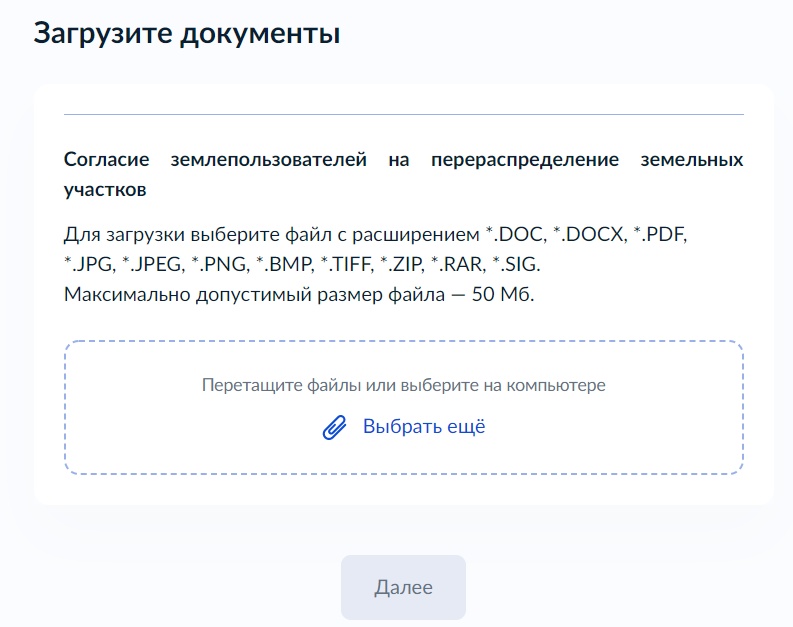 Загрузите документы
Согласие землепользователей на перераспределение земельных
участков
Для загрузки выберите файл с расширением *.DOC, *.DOCX, *.PDF,
*.JPG, *.JPEG, *.PNG, *.BMP, *.TIFF, *.ZIP, *.RAR, *.SIG.
Максимально допустимый размер файла — 50 Мб.
Перетащите файлы или выберите на компьютере
Выбрать ещё
Далее